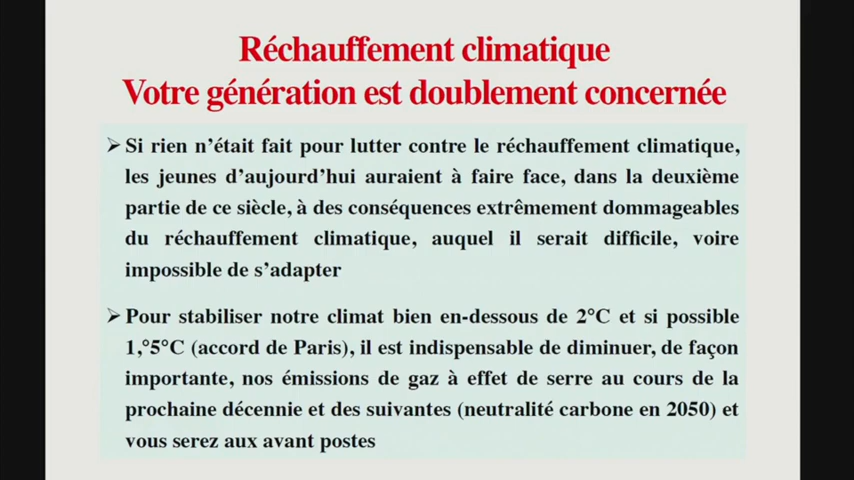 Réchauffement climatique
Votre génération est doublement concernée
➢ Si rien n’était fait pour lutter contre le réchauffement climatique,
les jeunes d’aujourd’hui auraient à faire face, dans la deuxième
partie de ce siècle, à des conséquences extrêmement dommageables
du réchauffement climatique, auquel il serait difficile, voire
impossible de s’adapter
➢ Pour stabiliser notre climat bien en-dessous de 2°C et si possible
1,°5°C (accord de Paris), il est indispensable de diminuer, de façon
importante, nos émissions de gaz à effet de serre au cours de la
prochaine décennie et des suivantes (neutralité carbone en 2050) et
vous serez aux avant postes